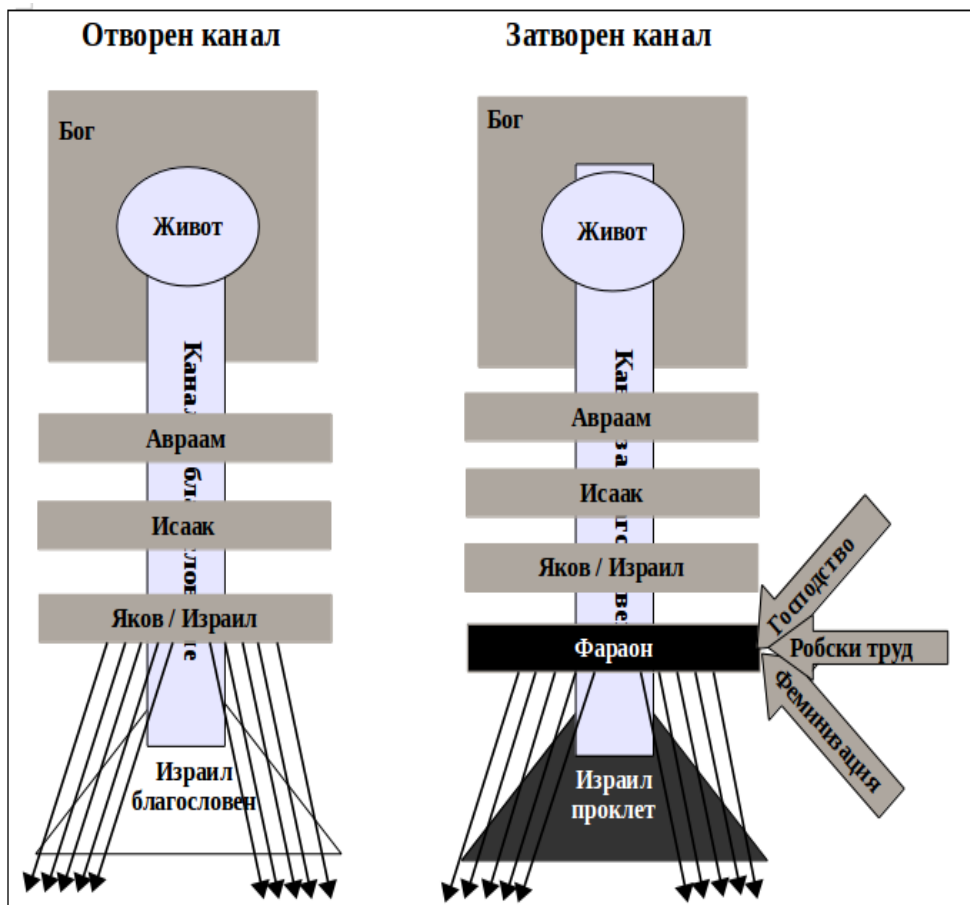 Отворен канал
Бог
Живот
Канал
Авраам
Исаак
Яков / Израил
Израил
благословен
Затворен канал
Бог
Живот
Авраам
Исаак
Яков / Израил
Фараон
Господство
Робски труд
Феминизация
Израил
проклет